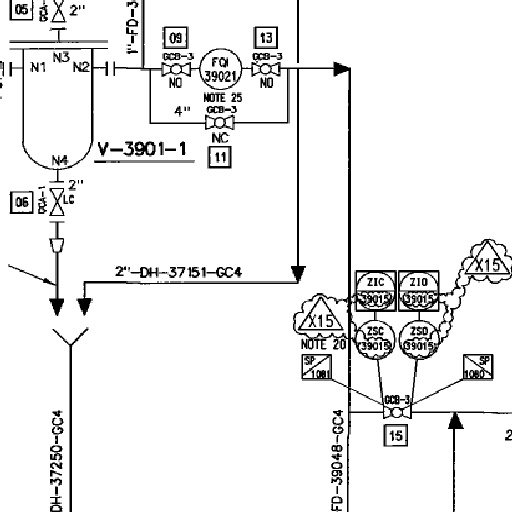 05
GCA-1
2"
1"-FD-3
09
13
GCB-3
GCB-3
FQI
39021
NO
NO
NOTE 25
GCB-3
4"
NC
11
N1
N3
N2
N4
V-3901-1
06
GCA-1
2"
LC
2"-DH-37151-GC4
X15
ZIC
39015
ZIO
39015
X15
NOTE 20
ZSC
39015
ZSO
39015
SP
1081
SP
1080
GCB-3
15
DH-37250-GC4
FD-39048-GC4
2